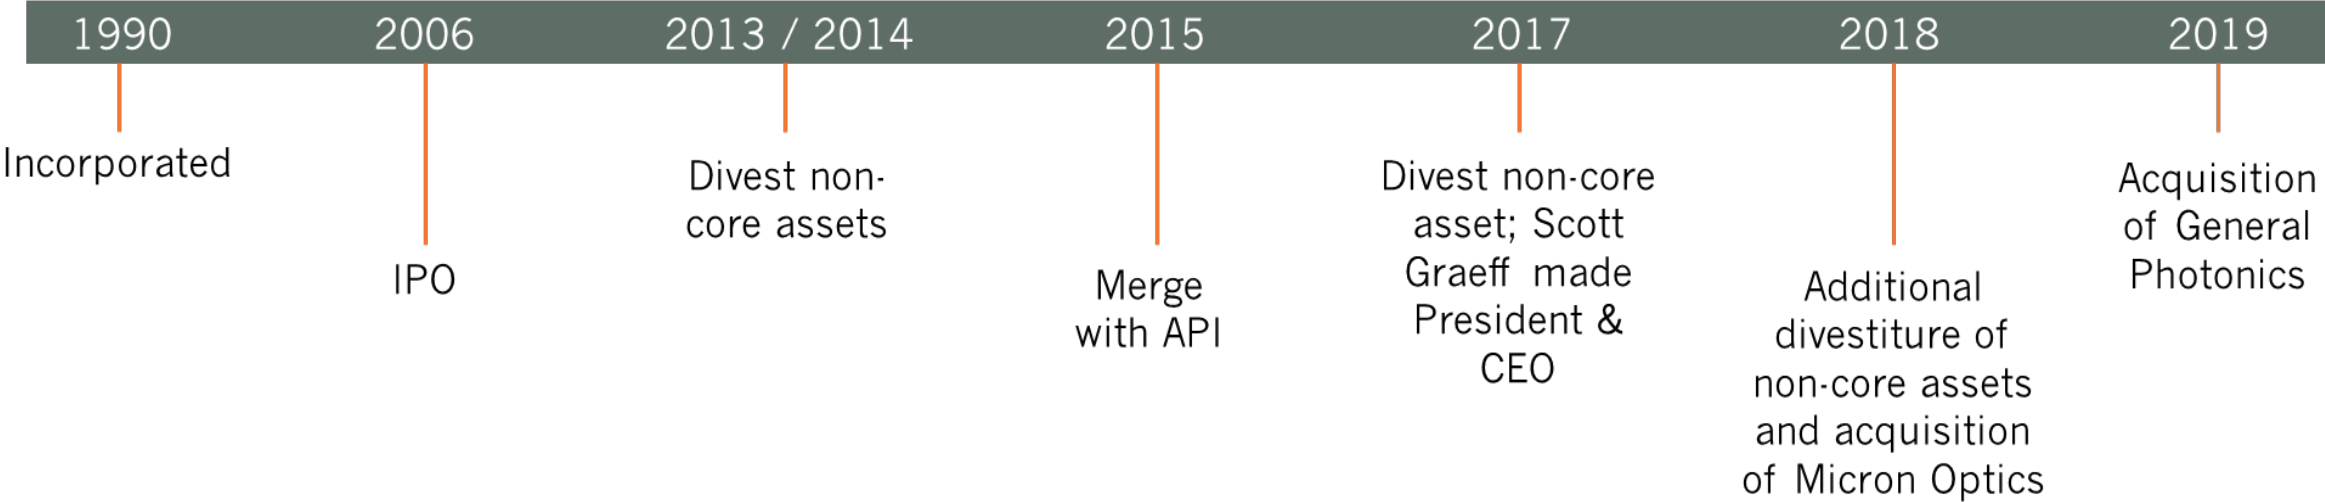 1990 2006 2013 / 2014 2015 2017 2018 2019
Incorporated
IPO
Divest non-
core assets
Merge
with API
Divest non-core
asset; Scott
Graeff made
President &
CEO
Additional
divestiture of
non-core assets
and acquisition
of Micron Optics
Acquisition
of General
Photonics